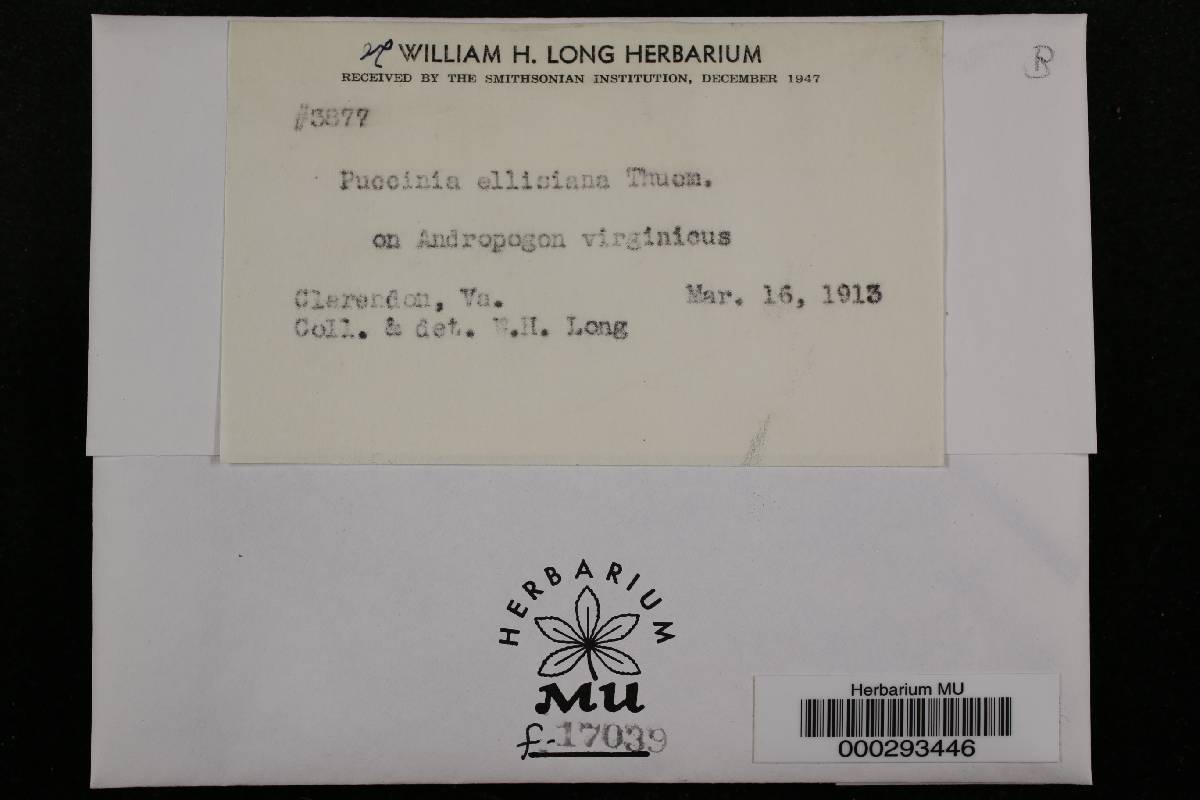 WILLIAM H. LONG HERBARIUM
RECEIVED BY THE SMITHSONIAN INSTITUTION, DECEMBER 1947
#3877
Puccinia ellisiana Thuem.
on Andropogon virginicus
Clarendon, Va. Mar. 16, 1913
Coll. & det. W.H. Long
HERBARIUM
MU
f-17039
Herbarium MU
000293446